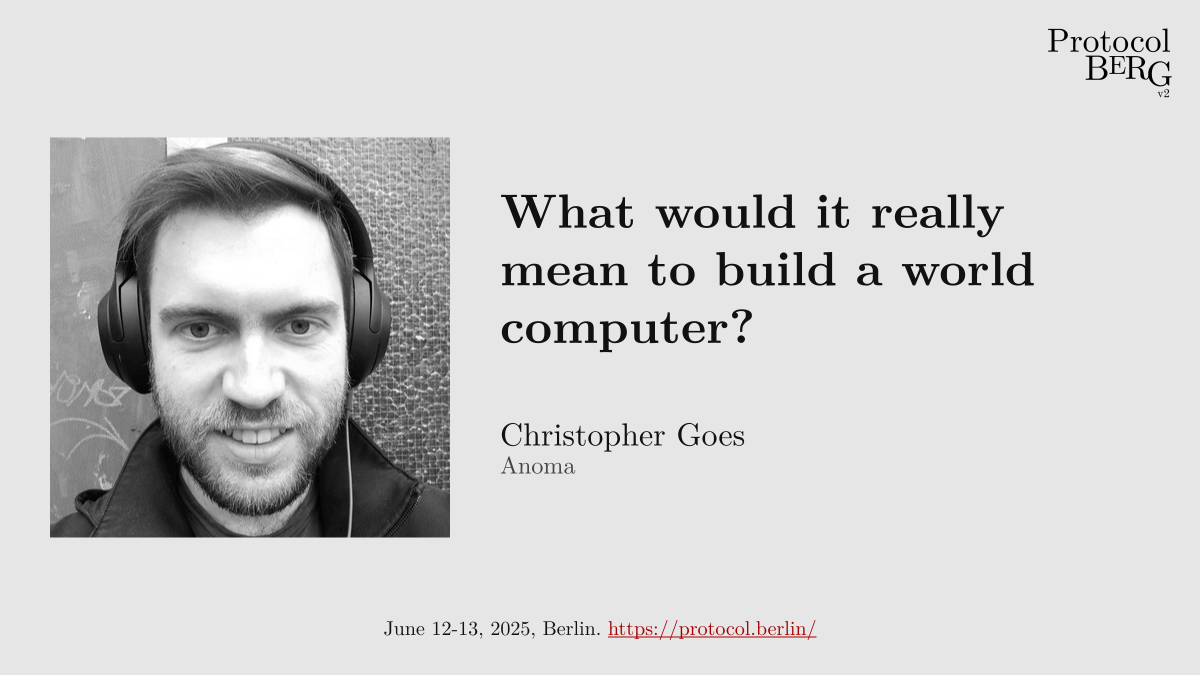 Protocol
BERG
v2
What would it really
mean to build a world
computer?
Christopher Goes
Anoma
June 12-13, 2025, Berlin. https://protocol.berlin/